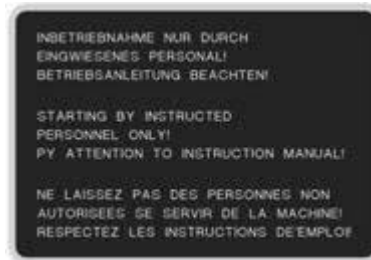 INBETRIEBNAHME NUR DURCH
EINGWIESENES PERSONAL!
BETRIEBSANLEITUNG BEACHTEN!
STARTING BY INSTRUCTED
PERSONNEL ONLY!
PY ATTENTION TO INSTRUCTION MANUAL!
NE LAISSEZ PAS DES PERSONNES NON
AUTORISEES SE SERVIR DE LA MACHINE!
RESPECTEZ LES INSTRUCTIONS DE'EMPLOI!